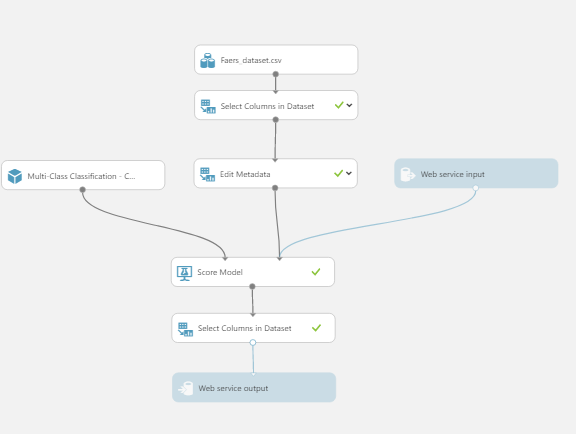 Faers_dataset.csv
Select Columns in Dataset
Multi-Class Classification - C...
Edit Metadata
Web service input
Score Model
Select Columns in Dataset
Web service output